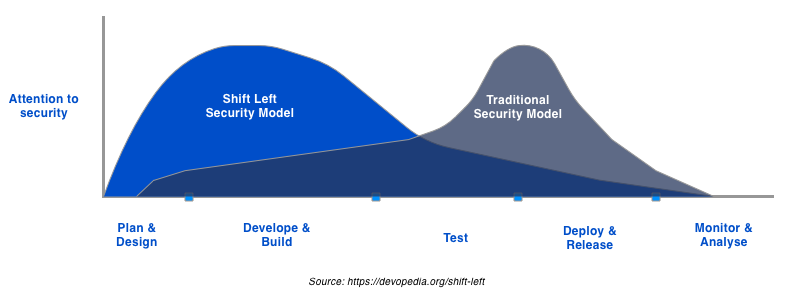 Attention to
security
Shift Left
Security Model
Traditional
Security Model
Plan &
Design
Develope &
Build
Test
Deploy &
Release
Monitor &
Analyse
Source: https://devopedia.org/shift-left